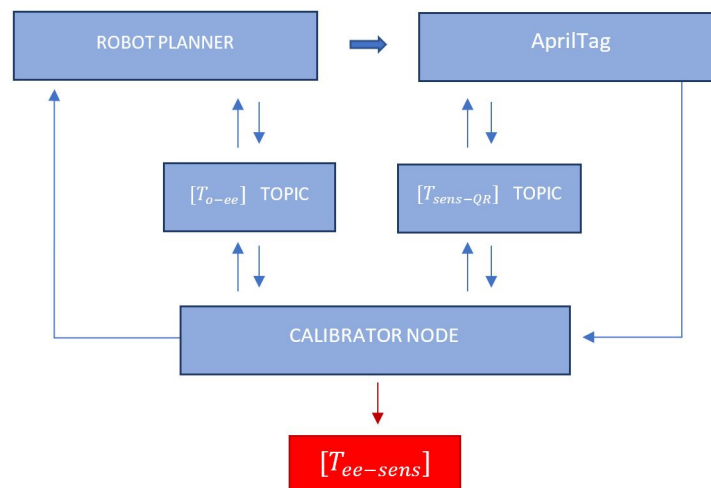 ROBOT PLANNER
AprilTag
[T_{o-ee}] TOPIC
[T_{sens-QR}] TOPIC
CALIBRATOR NODE
[T_{ee-sens}]